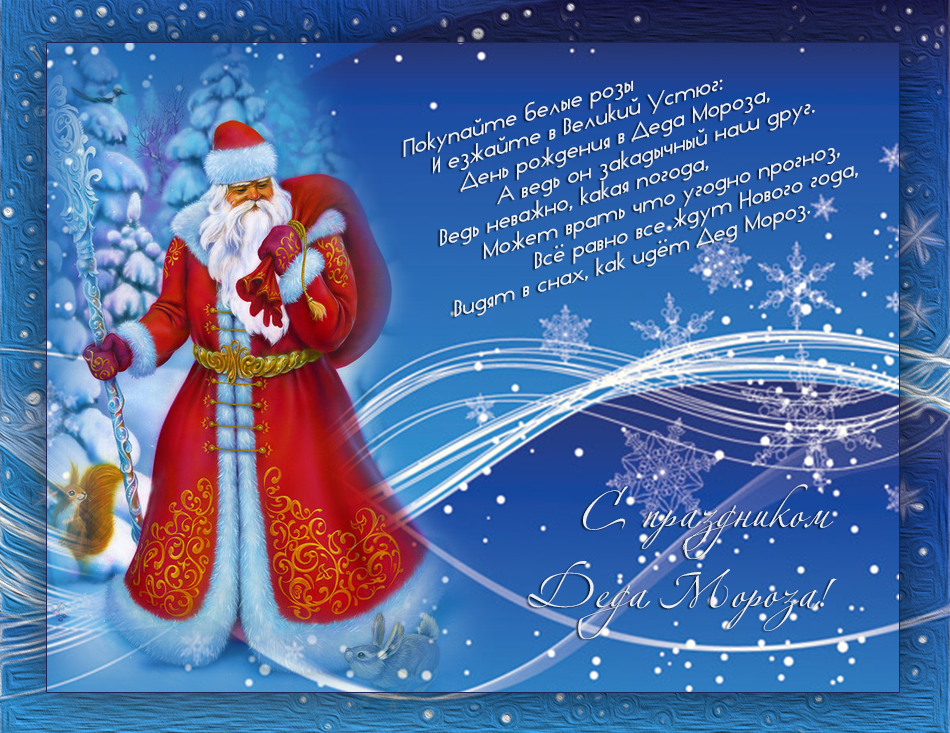 Покупайте белые розы
И езжайте в Великий Устюг:
День рождения в Деда Мороза,
А ведь он закадычный наш друг.
Ведь неважно, какая погода,
Может врать что угодно прогноз,
Всё равно все ждут Нового года,
Видят в снах, как идёт Дед Мороз.
С праздником
Деда Мороза!